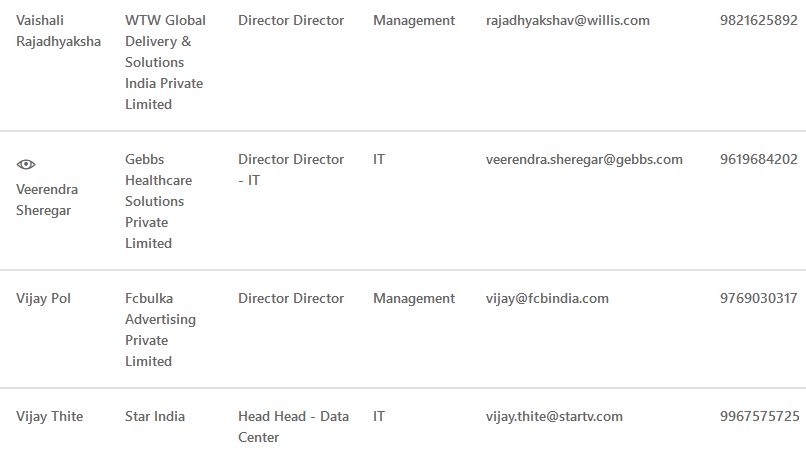 Vaishali WTW Global Director Director Management rajadhyakshav@willis.com 9821625892
Rajadhyaksha Delivery &
Solutions
India Private
Limited
Gebbs Director Director IT veerendra.sheregar@gebbs.com 9619684202
Healthcare - IT
Veerendra Solutions
Sheregar Private
Limited
Vijay Pol Fcbulka Director Director Management vijay@fcbindia.com 9769030317
Advertising
Private
Limited
Vijay Thite Star India Head Head - Data IT vijay.thite@startv.com 9967575725
Center